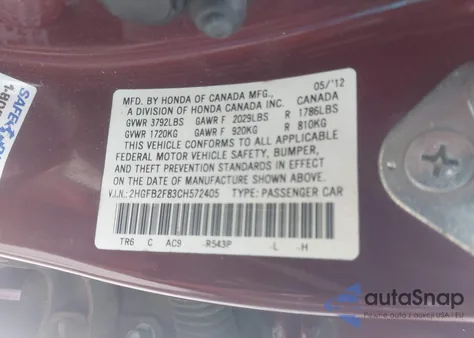 MFD. BY HONDA OF CANADA MFG., 05/'12
A DIVISION OF HONDA CANADA INC. CANADA
GVWR 3792LBS GAWR F 2029LBS R 1786LBS
GVWR 1720KG GAWR F 920KG R 810KG
THIS VEHICLE CONFORMS TO ALL APPLICABLE
FEDERAL MOTOR VEHICLE SAFETY, BUMPER,
AND THEFT PREVENTION STANDARDS IN EFFECT
ON THE DATE OF MANUFACTURE SHOWN ABOVE.
V.I.N.: 2HGFB2F83CH572405 TYPE: PASSENGER CAR
TR6 C AC9 -R543P -L -H
autoSnap